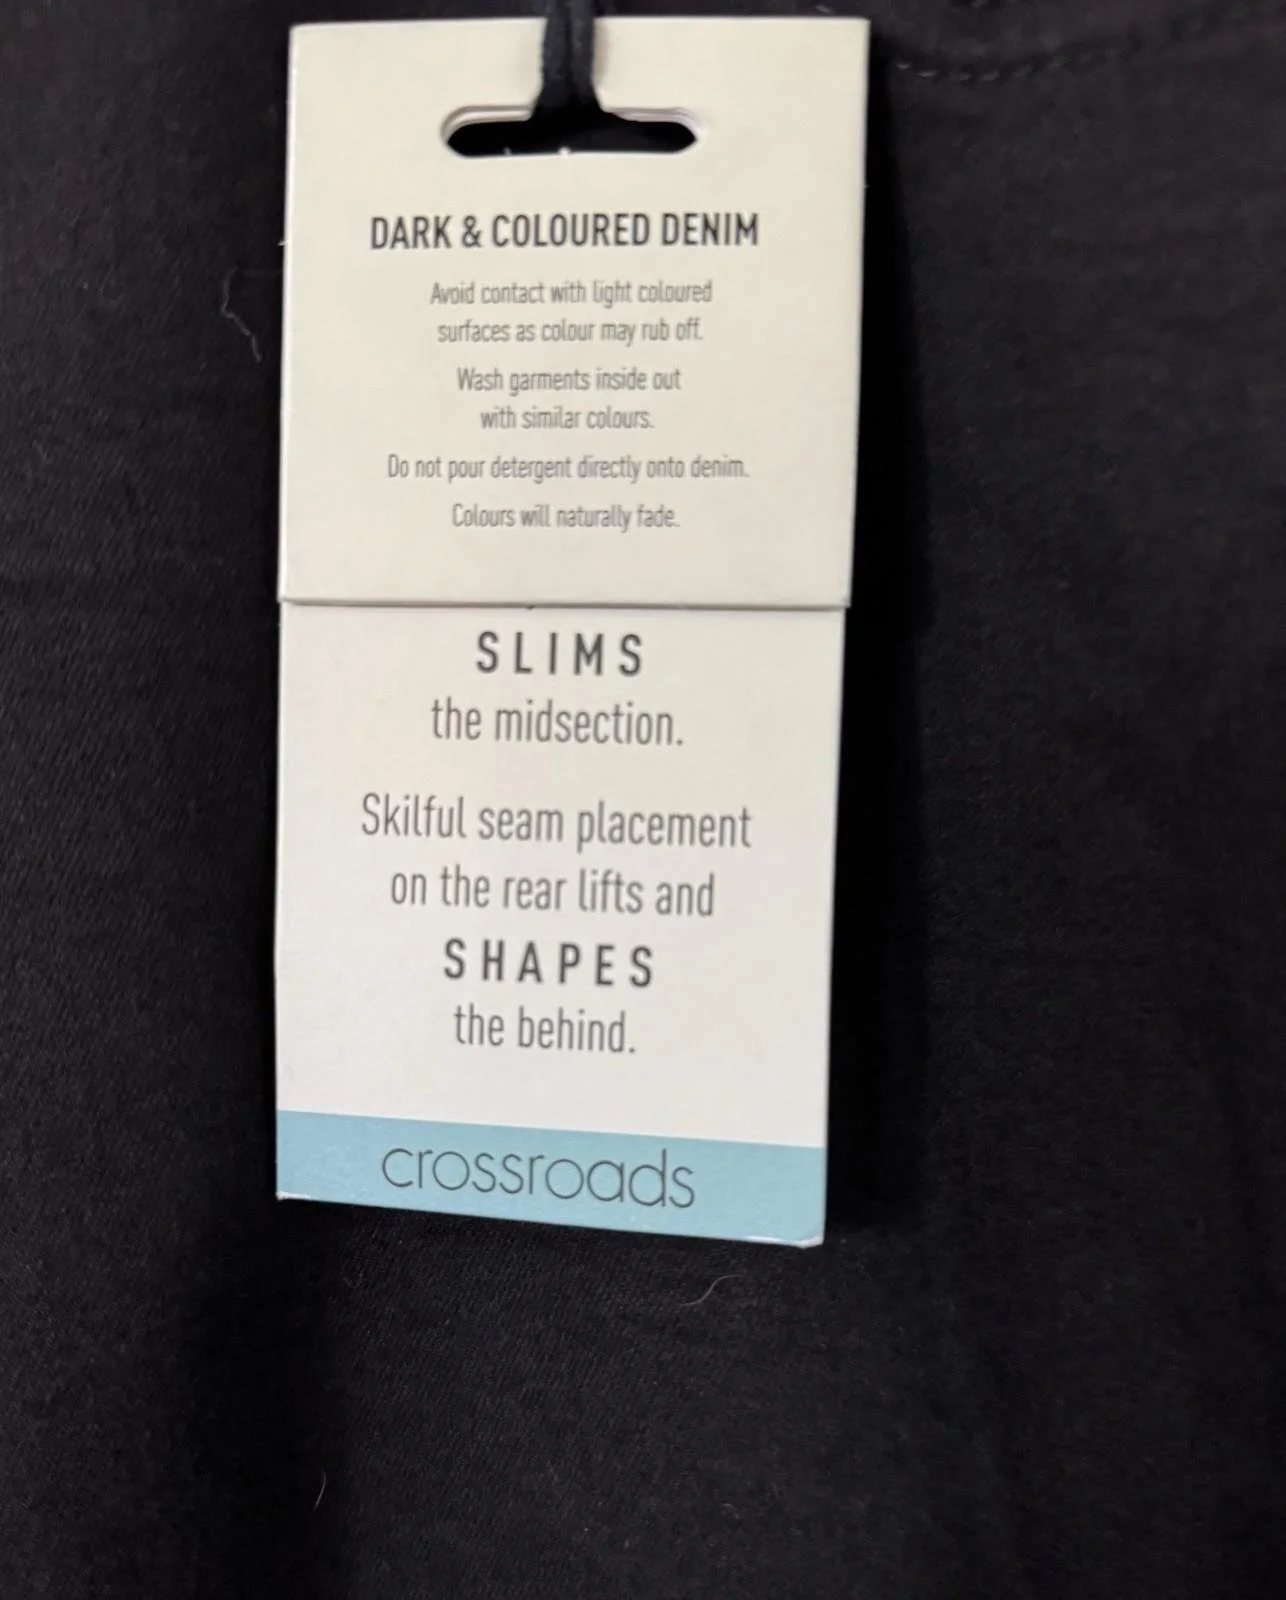 DARK & COLOURED DENIM
Avoid contact with light coloured
surfaces as colour may rub off.
Wash garments inside out
with similar colours.
Do not pour detergent directly onto denim.
Colours will naturally fade.
SLIMS
the midsection.
Skilful seam placement
on the rear lifts and
SHAPES
the behind.
crossroads